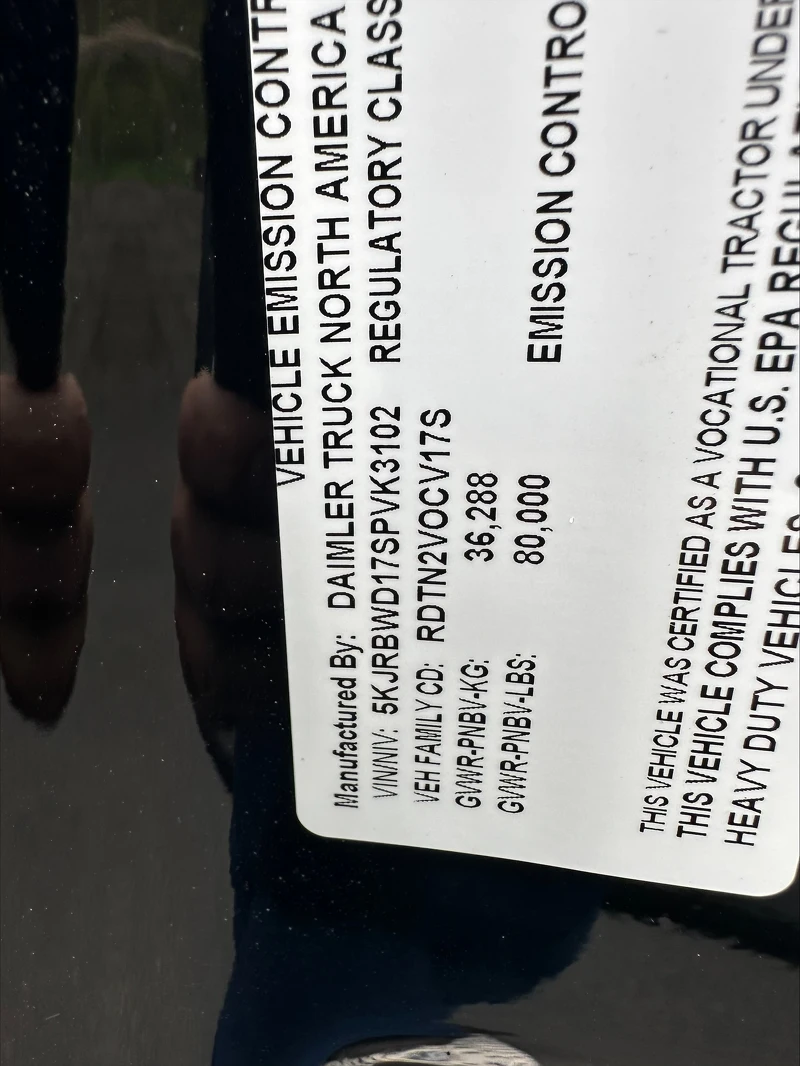 VEHICLE EMISSION CONTR
Manufactured By: DAIMLER TRUCK NORTH AMERICA
VIN/NIV: 5KJRBWD17SPVK3102 REGULATORY CLASS
VEH FAMILY CD: RDTN2VOCV17S
GVWR-PNBV-KG: 36,288
GVWR-PNBV-LBS: 80,000
EMISSION CONTRO
THIS VEHICLE WAS CERTIFIED AS A VOCATIONAL TRACTOR UNDER
THIS VEHICLE COMPLIES WITH U.S. EPA REGULATI
HEAVY DUTY VEHICLES